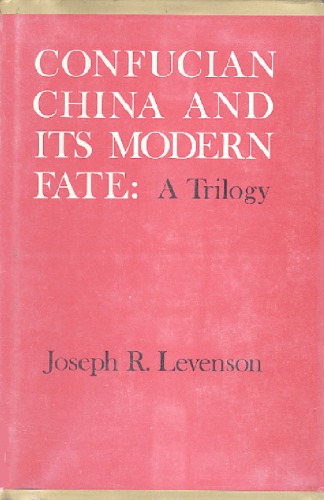 CONFUCIAN
CHINA AND
ITS MODERN
FATE: A Trilogy
Joseph R. Levenson